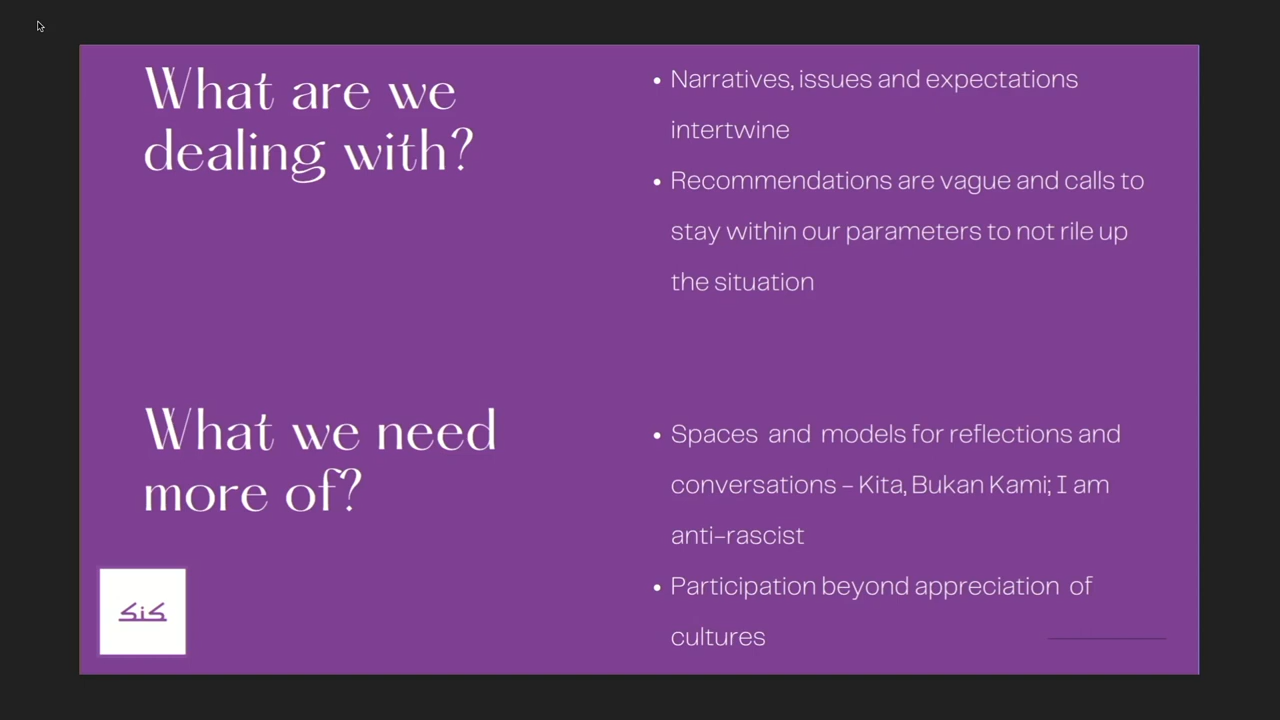 What are we
dealing with?
• Narratives, issues and expectations
intertwine
• Recommendations are vague and calls to
stay within our parameters to not rile up
the situation
What we need
more of?
• Spaces and models for reflections and
conversations - Kita, Bukan Kami; I am
anti-rascist
• Participation beyond appreciation of
cultures
SiS